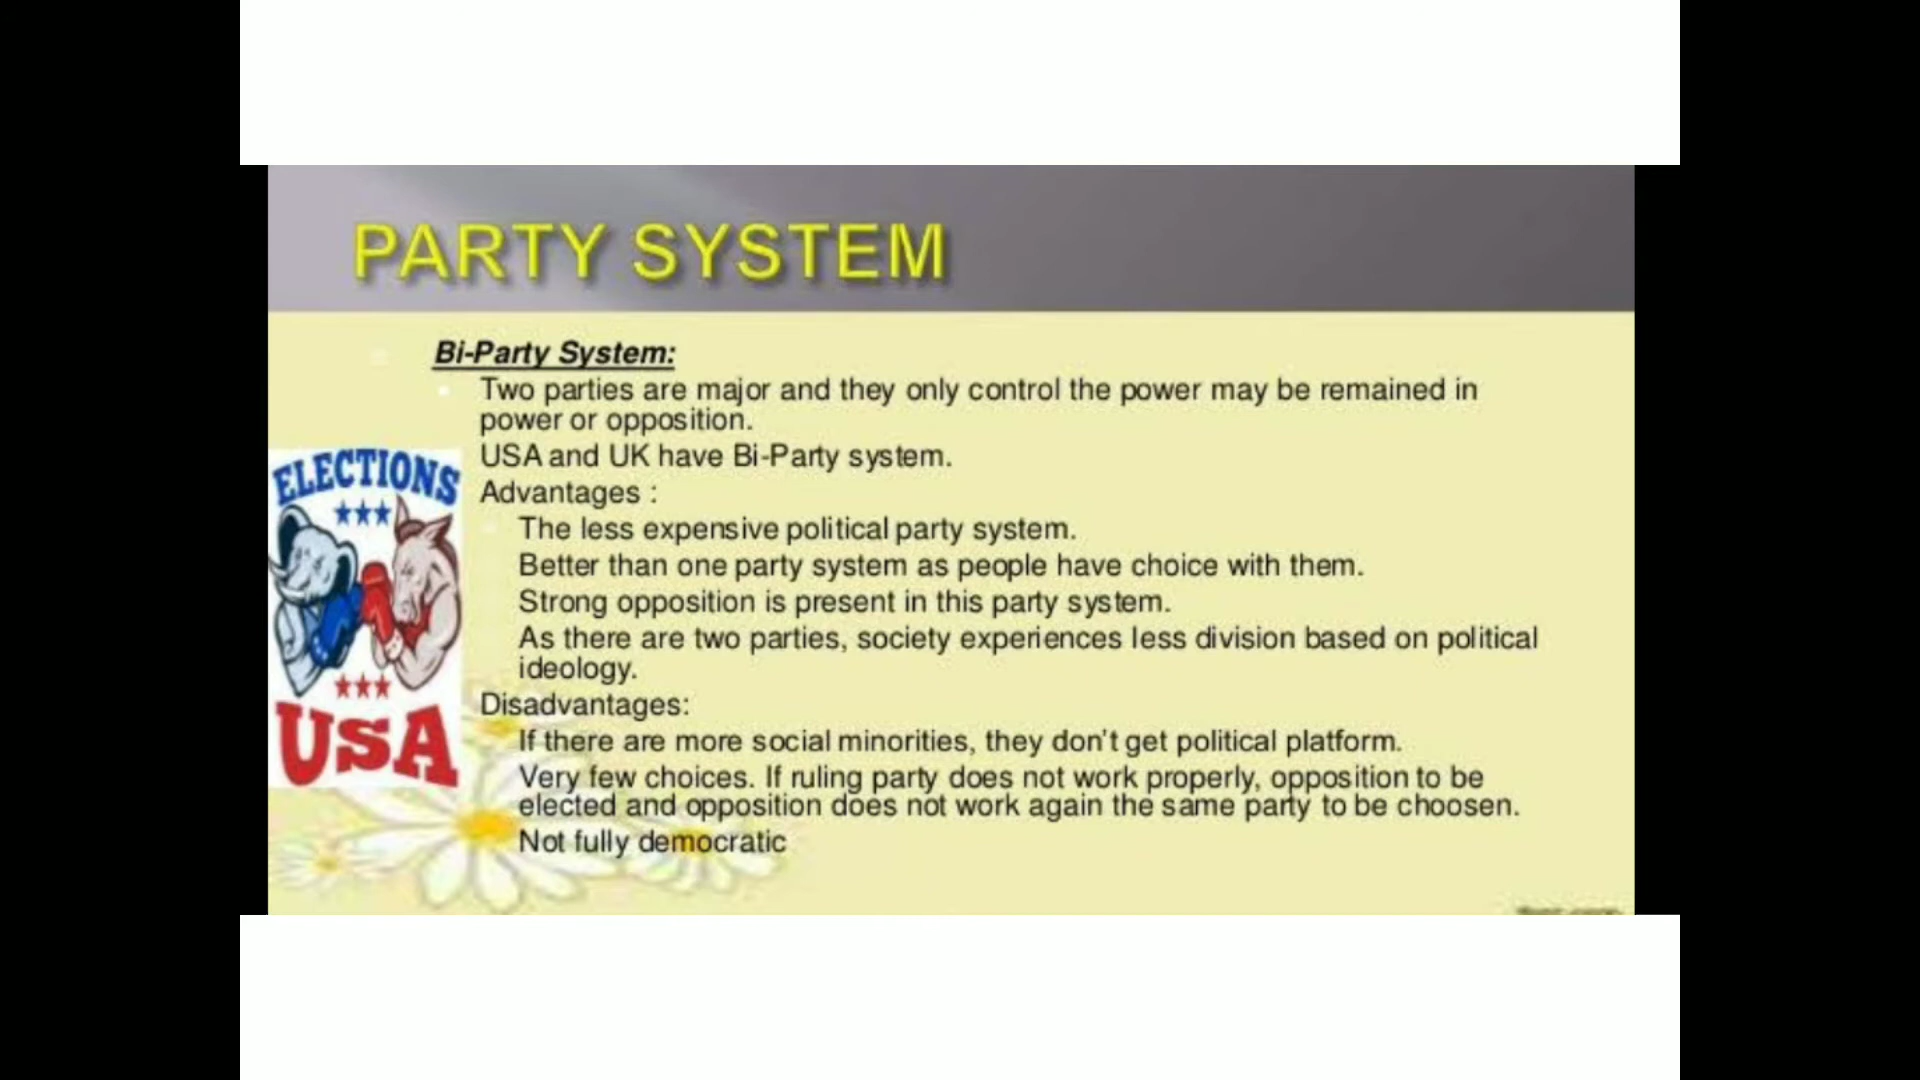 PARTY SYSTEM
Bi-Party System:
Two parties are major and they only control the power may be remained in
power or opposition.
USA and UK have Bi-Party system.
Advantages :
The less expensive political party system.
Better than one party system as people have choice with them.
Strong opposition is present in this party system.
As there are two parties, society experiences less division based on political
ideology.
Disadvantages:
If there are more social minorities, they don't get political platform.
Very few choices. If ruling party does not work properly, opposition to be
elected and opposition does not work again the same party to be choosen.
Not fully democratic
ELECTIONS
USA